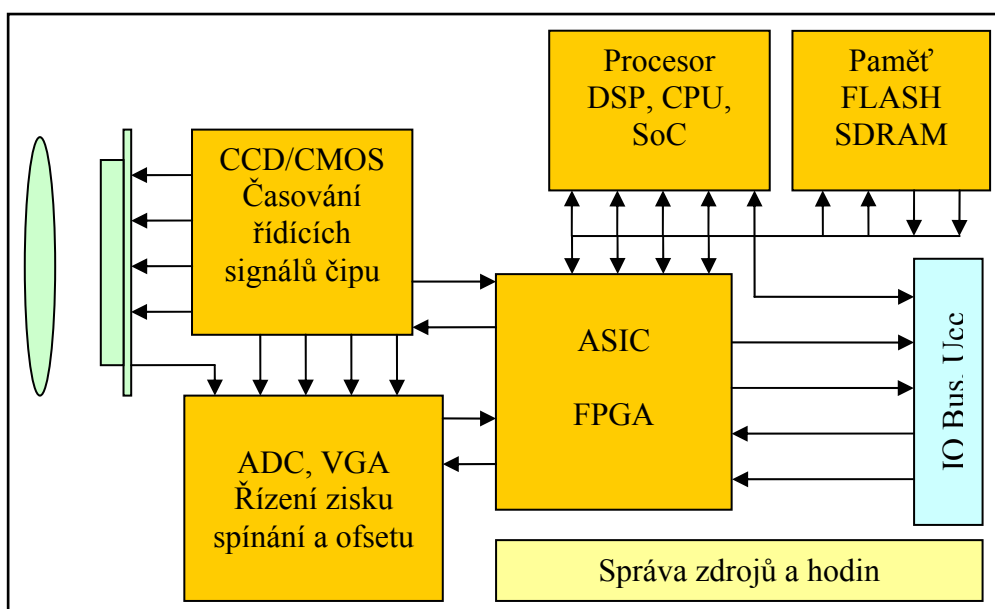 Procesor
DSP, CPU,
SoC
Paměť
FLASH
SDRAM
CCD/CMOS
Časování
řídících
signálů čipu
ASIC
FPGA
IO Bus, Ucc
ADC, VGA
Řízení zisku
spínání a ofsetu
Správa zdrojů a hodin